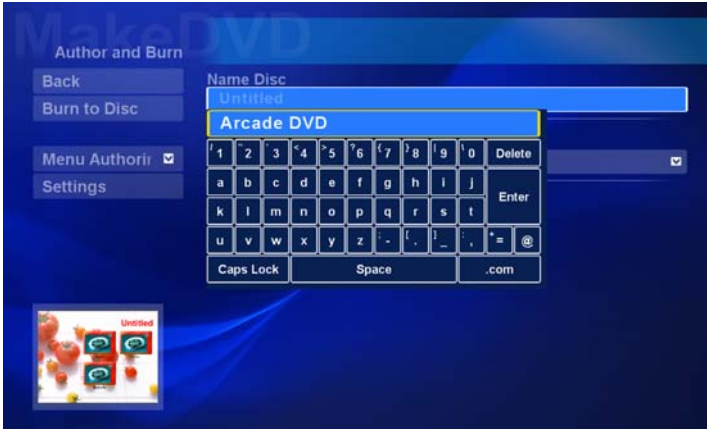 MakeDVD
Author and Burn
Back
Burn to Disc
Menu Authorin
Settings
Name Disc
Untitled
Arcade DVD
/ 1 " 2 ` 3 < 4 > 5 ? 6 { 7 } 8 | 9 \ 0 Delete
a b c d e f g h i j
Enter
k l m n o p q r s t
u v w x y z ; - [ . ] _ : , + = @
Caps Lock Space .com
Untitled